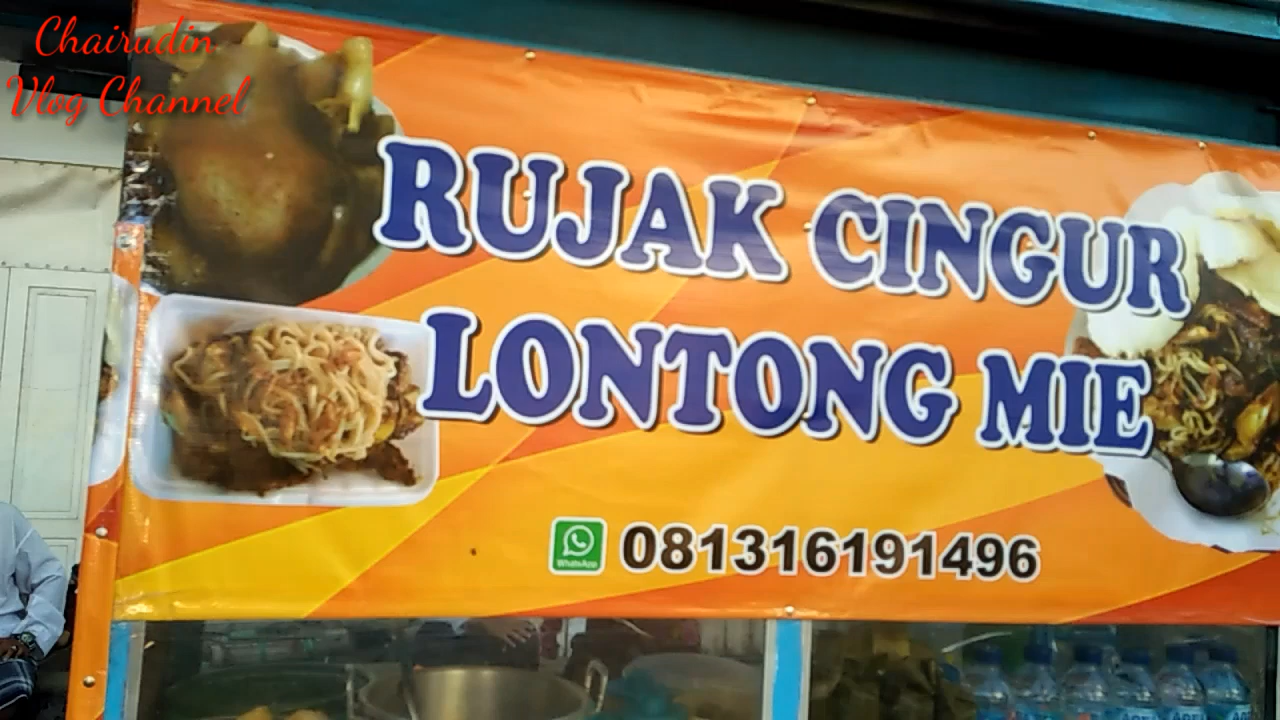 Chairudin
Vlog Channel
RUJAK CINGUR
LONTONG MIE
WhatsApp
081316191496